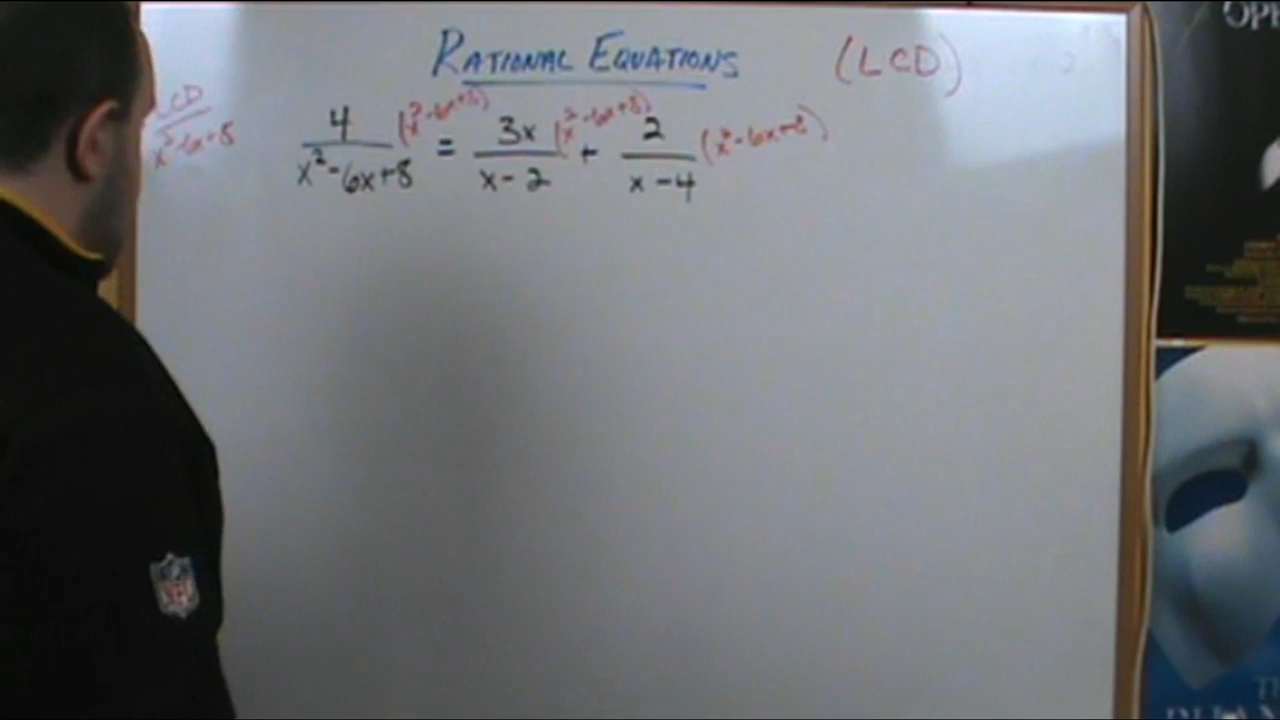 RATIONAL EQUATIONS (LCD)
LCD
x²-6x+8
4/(x²-6x+8) (x²-6x+8) = 3x/(x-2) (x²-6x+8) + 2/(x-4) (x²-6x+8)
NFL